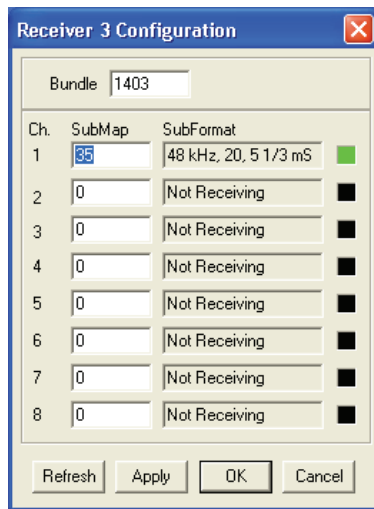 Receiver 3 Configuration
Bundle 1403
Ch. SubMap SubFormat
1 35 48 kHz, 20, 5 1/3 mS
2 0 Not Receiving
3 0 Not Receiving
4 0 Not Receiving
5 0 Not Receiving
6 0 Not Receiving
7 0 Not Receiving
8 0 Not Receiving
Refresh Apply OK Cancel